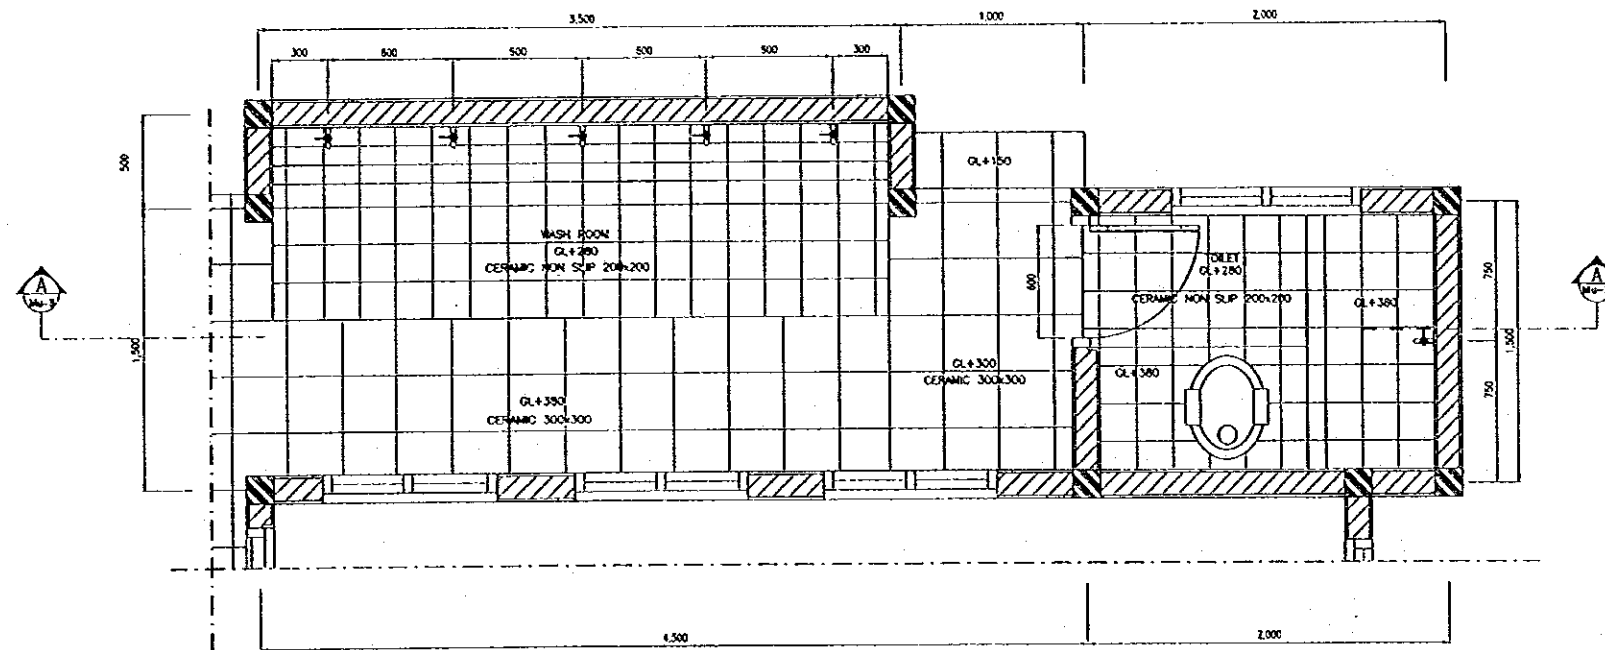 3,500
1,000
2,000
300
600
500
500
500
300
500
GL+150
WASH ROOM
GL+280
CERAMIC NON SLIP 200x200
TOILET
GL+280
CERAMIC NON SLIP 200x200
GL+380
600
750
A
A
1,500
1,500
GL+300
CERAMIC 300x300
GL+380
GL+380
CERAMIC 300x300
750
4,500
2,000